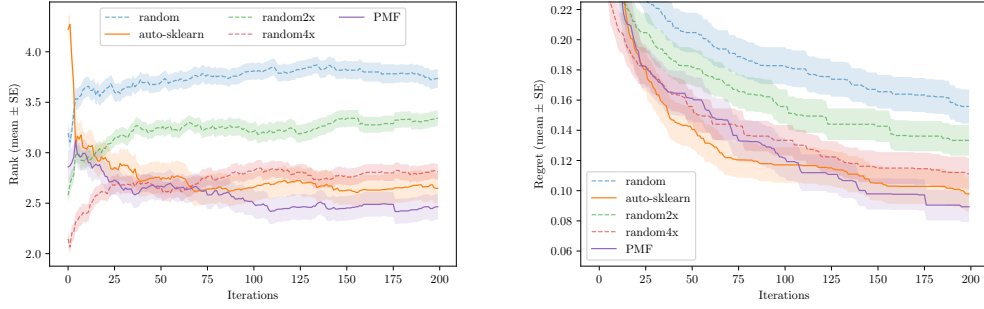 random
auto-sklearn
random2x
random4x
PMF
4.0
3.5
3.0
2.5
2.0
Rank (mean ± SE)
0
25
50
75
100
125
150
175
200
Iterations
0.22
0.20
0.18
0.16
0.14
0.12
0.10
0.08
0.06
Regret (mean ± SE)
random
auto-sklearn
random2x
random4x
PMF
0
25
50
75
100
125
150
175
200
Iterations